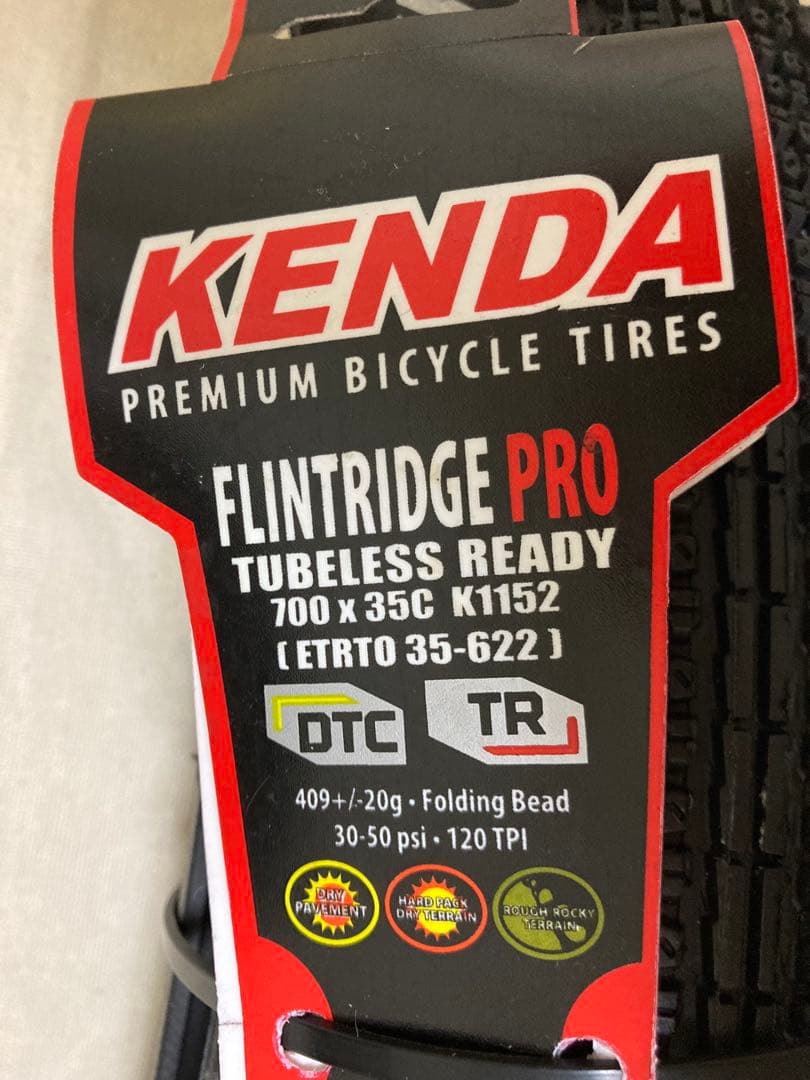 KENDA
PREMIUM BICYCLE TIRES
FLINTRIDGE PRO
TUBELESS READY
700 x 35C K1152
(ETRTO 35-622)
DTC TR
409+/-20g • Folding Bead
30-50 psi • 120 TPI
DRY PAVEMENT
HARD PACK DRY TERRAIN
ROUGH ROCKY TERRAIN